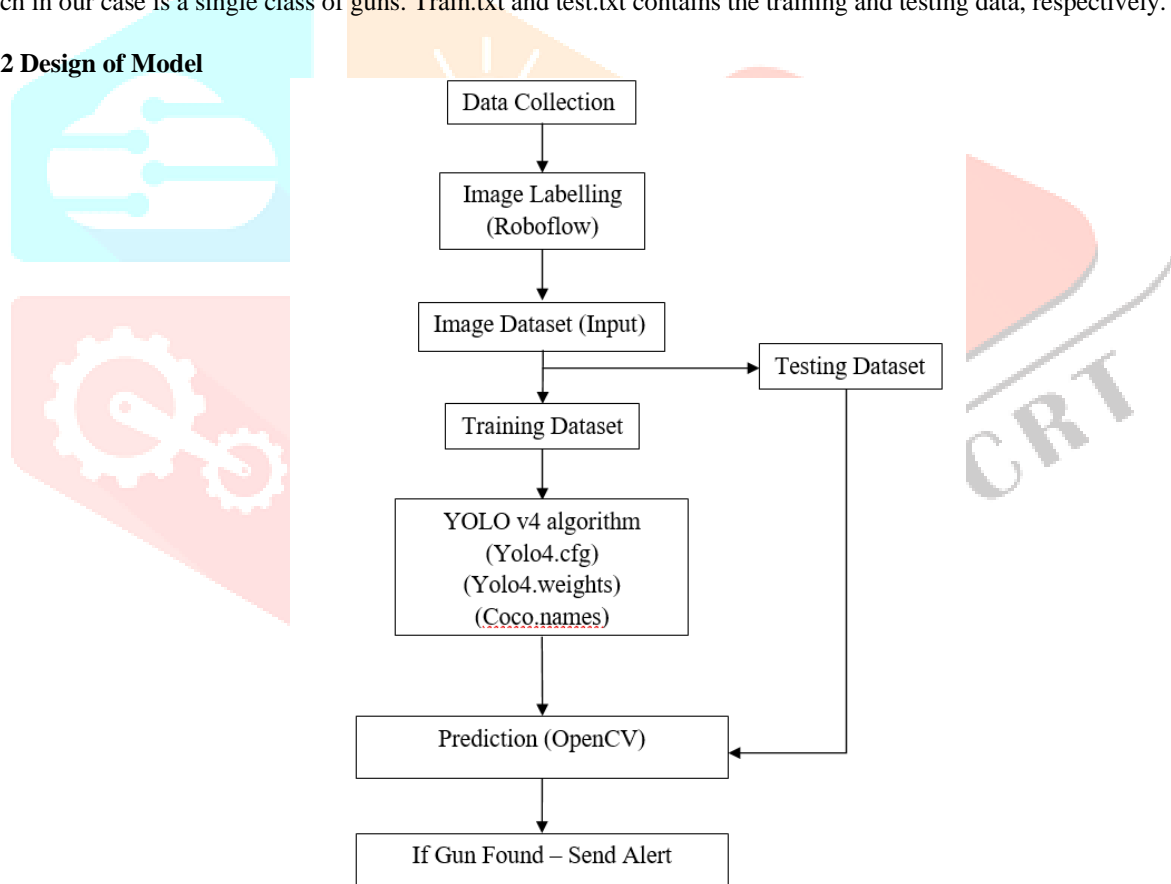 ch in our case is a single class of guns. Train.txt and test.txt contains the training and testing data, respectively.
2 Design of Model
Data Collection
Image Labelling
(Roboflow)
Image Dataset (Input)
Testing Dataset
Training Dataset
YOLO v4 algorithm
(Yolo4.cfg)
(Yolo4.weights)
(Coco.names)
Prediction (OpenCV)
If Gun Found – Send Alert
CRT